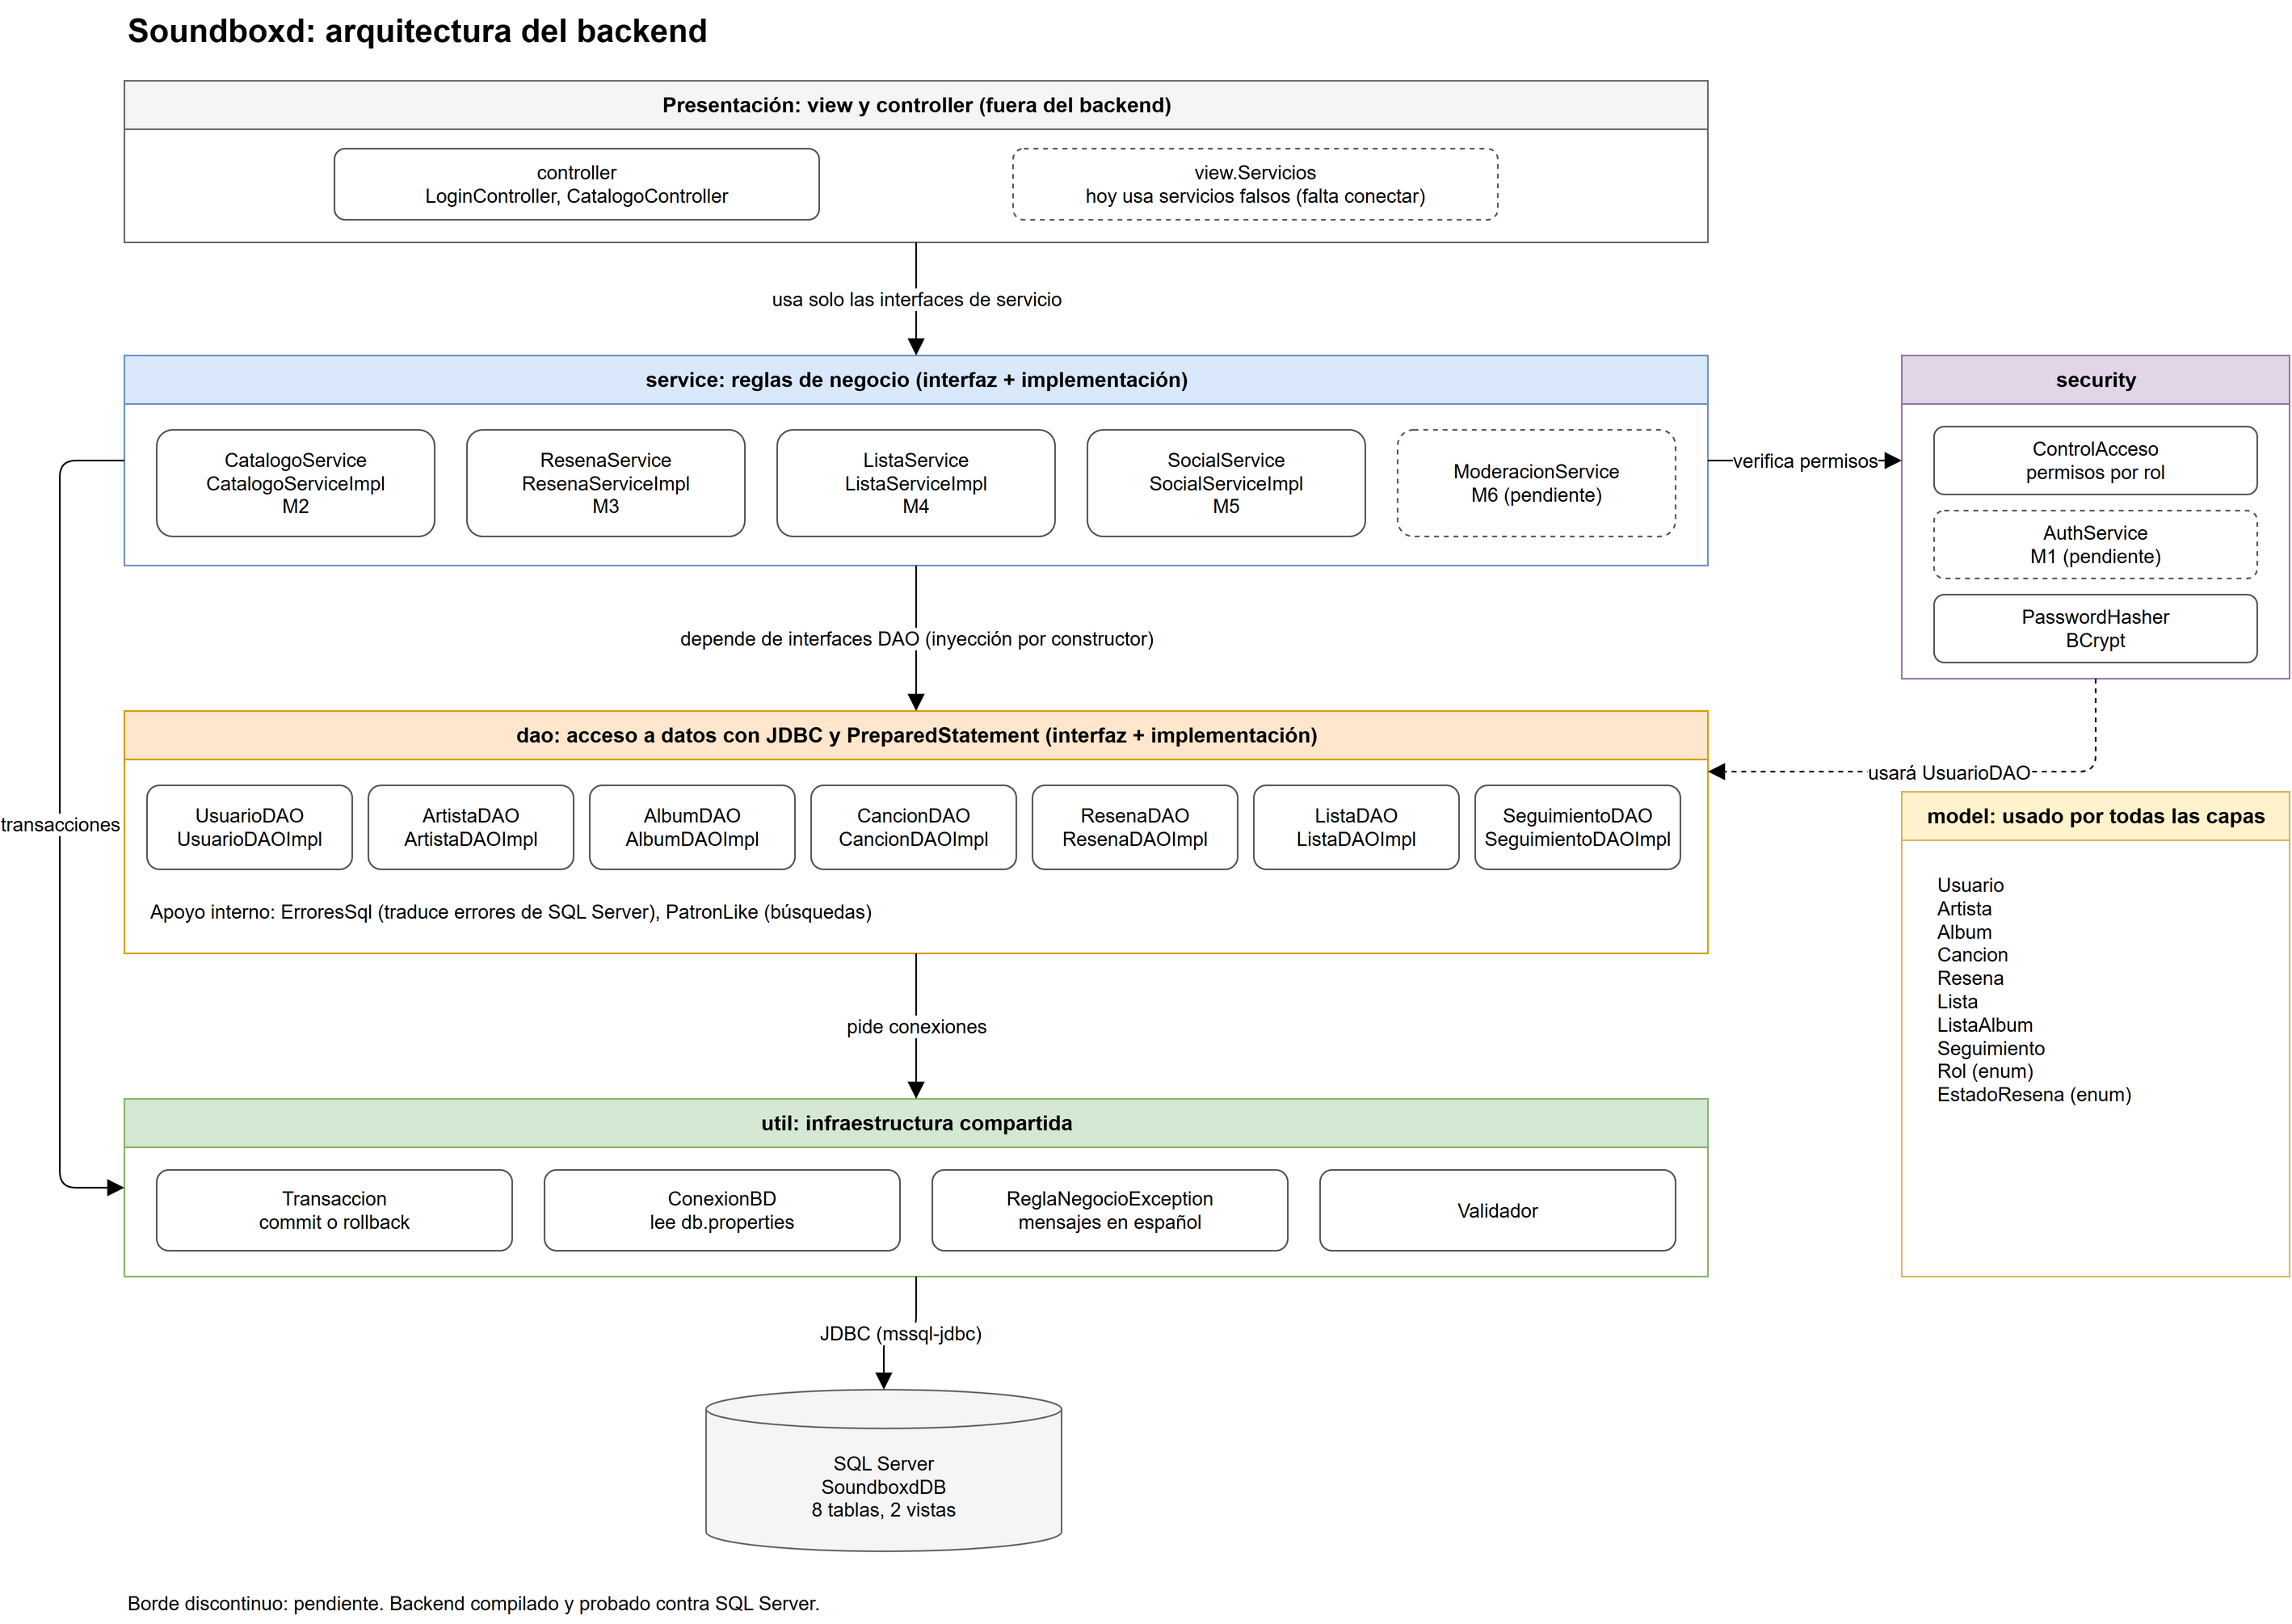 Soundboxd: arquitectura del backend
Presentación: view y controller (fuera del backend)
controller
LoginController, CatalogoController
view.Servicios
hoy usa servicios falsos (falta conectar)
usa solo las interfaces de servicio
service: reglas de negocio (interfaz + implementación)
CatalogoService
CatalogoServiceImpl
M2
ResenaService
ResenaServiceImpl
M3
ListaService
ListaServiceImpl
M4
SocialService
SocialServiceImpl
M5
ModeracionService
M6 (pendiente)
verifica permisos
security
ControlAcceso
permisos por rol
AuthService
M1 (pendiente)
PasswordHasher
BCrypt
depende de interfaces DAO (inyección por constructor)
transacciones
dao: acceso a datos con JDBC y PreparedStatement (interfaz + implementación)
UsuarioDAO
UsuarioDAOImpl
ArtistaDAO
ArtistaDAOImpl
AlbumDAO
AlbumDAOImpl
CancionDAO
CancionDAOImpl
ResenaDAO
ResenaDAOImpl
ListaDAO
ListaDAOImpl
SeguimientoDAO
SeguimientoDAOImpl
Apoyo interno: ErroresSql (traduce errores de SQL Server), PatronLike (búsquedas)
usará UsuarioDAO
model: usado por todas las capas
Usuario
Artista
Album
Cancion
Resena
Lista
ListaAlbum
Seguimiento
Rol (enum)
EstadoResena (enum)
pide conexiones
util: infraestructura compartida
Transaccion
commit o rollback
ConexionBD
lee db.properties
ReglaNegocioException
mensajes en español
Validador
JDBC (mssql-jdbc)
SQL Server
SoundboxdDB
8 tablas, 2 vistas
Borde discontinuo: pendiente. Backend compilado y probado contra SQL Server.